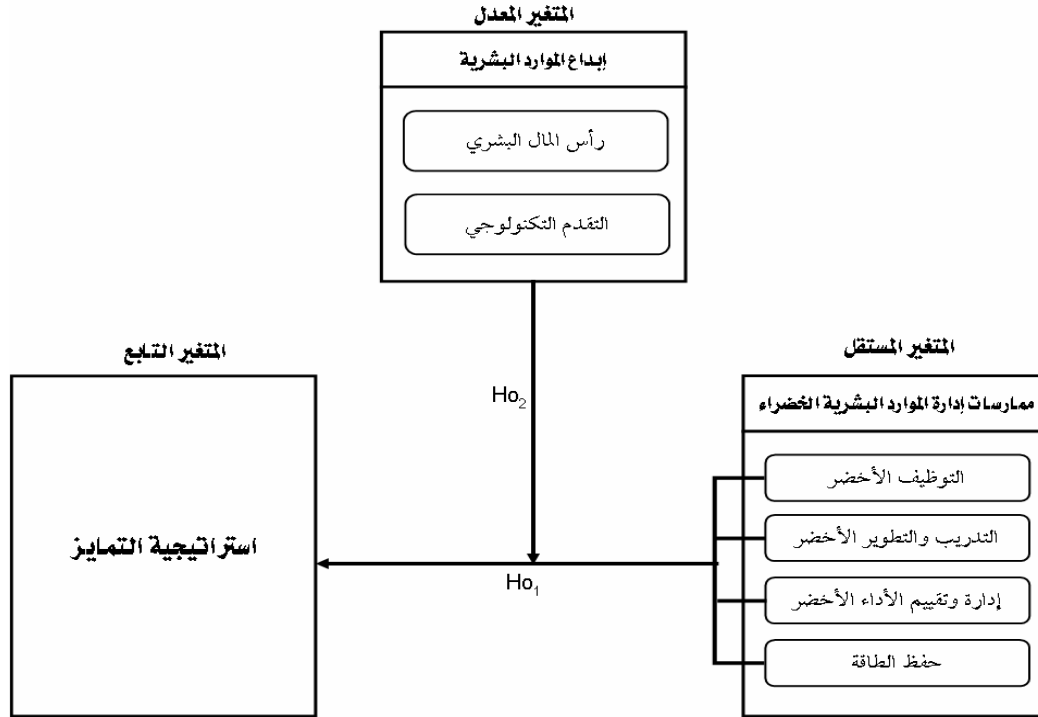 المتغير المعدل
إبداع الموارد البشرية
رأس المال البشري
التقدم التكنولوجي
المتغير المستقل
ممارسات إدارة الموارد البشرية الخضراء
التوظيف الأخضر
التدريب والتطوير الأخضر
إدارة وتقييم الأداء الأخضر
حفظ الطاقة
Ho2
Ho1
المتغير التابع
استراتيجية التمايز